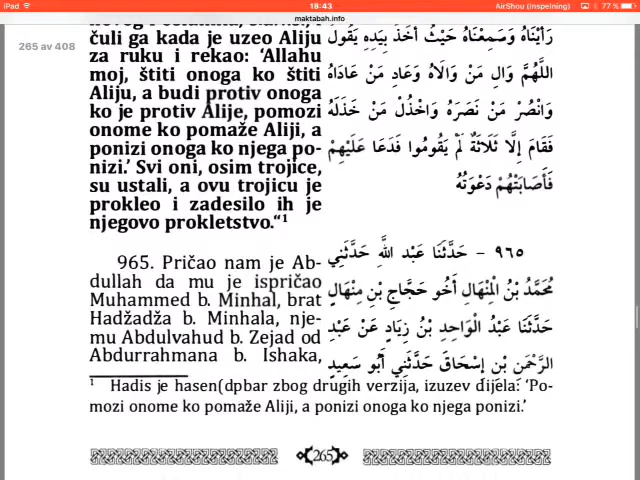 iPad
18:43
AirShou (inspelning)
77 %
maktabah.info
265 av 408
čuli ga kada je uzeo Aliju
za ruku i rekao: ‘Allahu
moj, štiti onoga ko štiti
Aliju, a budi protiv onoga
ko je protiv Alije, pomozi
onome ko pomaže Aliji, a
ponizi onoga ko njega po-
nizi.’ Svi oni, osim trojice,
su ustali, a ovu trojicu je
prokleo i zadesilo ih je
njegovo prokletstvo.“¹
965. Pričao nam je Ab-
dullah da mu je ispričao
Muhammed b. Minhal, brat
Hadžadža b. Minhala, nje-
mu Abdulvahud b. Zejad od
Abdurrahmana b. Ishaka,
رَأَيْنَاهُ وَسَمِعْنَاهُ حَيْثُ أَخَذَ بِيَدِهِ يَقُولُ
اللَّهُمَّ وَالِ مَنْ وَالَاهُ وَعَادِ مَنْ عَادَاهُ
وَانْصُرْ مَنْ نَصَرَهُ وَاخْذُلْ مَنْ خَذَلَهُ
فَقَامَ إِلَّا ثَلَاثَةٌ لَمْ يَقُومُوا فَدَعَا عَلَيْهِمْ
فَأَصَابَتْهُمْ دَعْوَتُهُ
٩٦٥ - حَدَّثَنَا عَبْد اللَّهِ حَدَّثَنِي
مُحَمَّدُ بْنُ الْمِنْهَالِ أَخُو حَجَّاجِ بْنِ مِنْهَالٍ
حَدَّثَنَا عَبْدُ الْوَاحِدِ بْنُ زِيَادٍ عَنْ عَبْدِ
الرَّحْمَنِ بْنِ إِسْحَاقَ حَدَّثَنِي أَبُو سَعِيدٍ
¹ Hadis je hasen(dpbar zbog drugih verzija, izuzev dijela: ‘Po-
mozi onome ko pomaže Aliji, a ponizi onoga ko njega ponizi.’
265